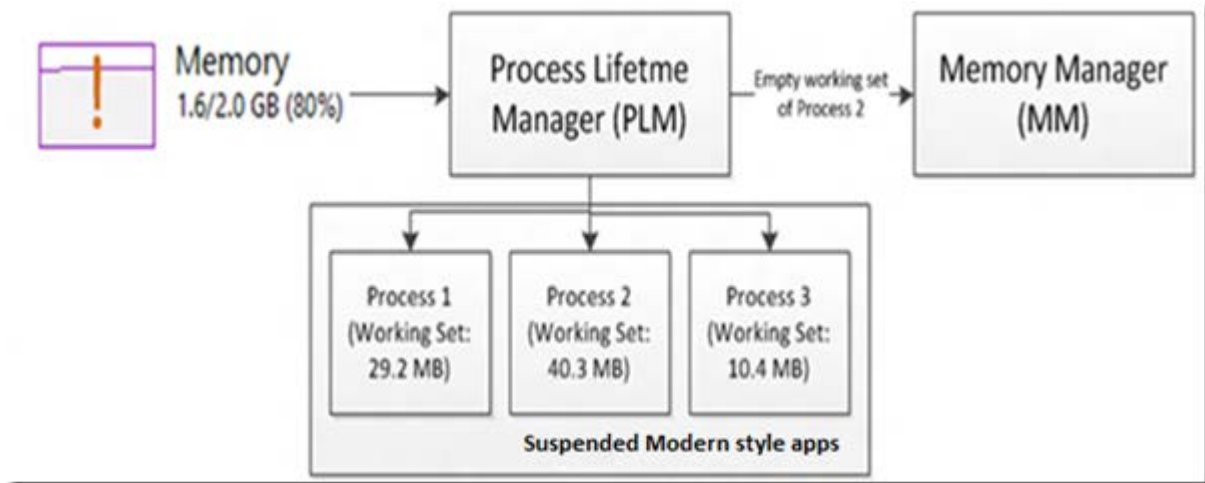 Memory
1.6/2.0 GB (80%)
Process Lifetme
Manager (PLM)
Empty working set
of Process 2
Memory Manager
(MM)
Process 1
(Working Set:
29.2 MB)
Process 2
(Working Set:
40.3 MB)
Process 3
(Working Set:
10.4 MB)
Suspended Modern style apps